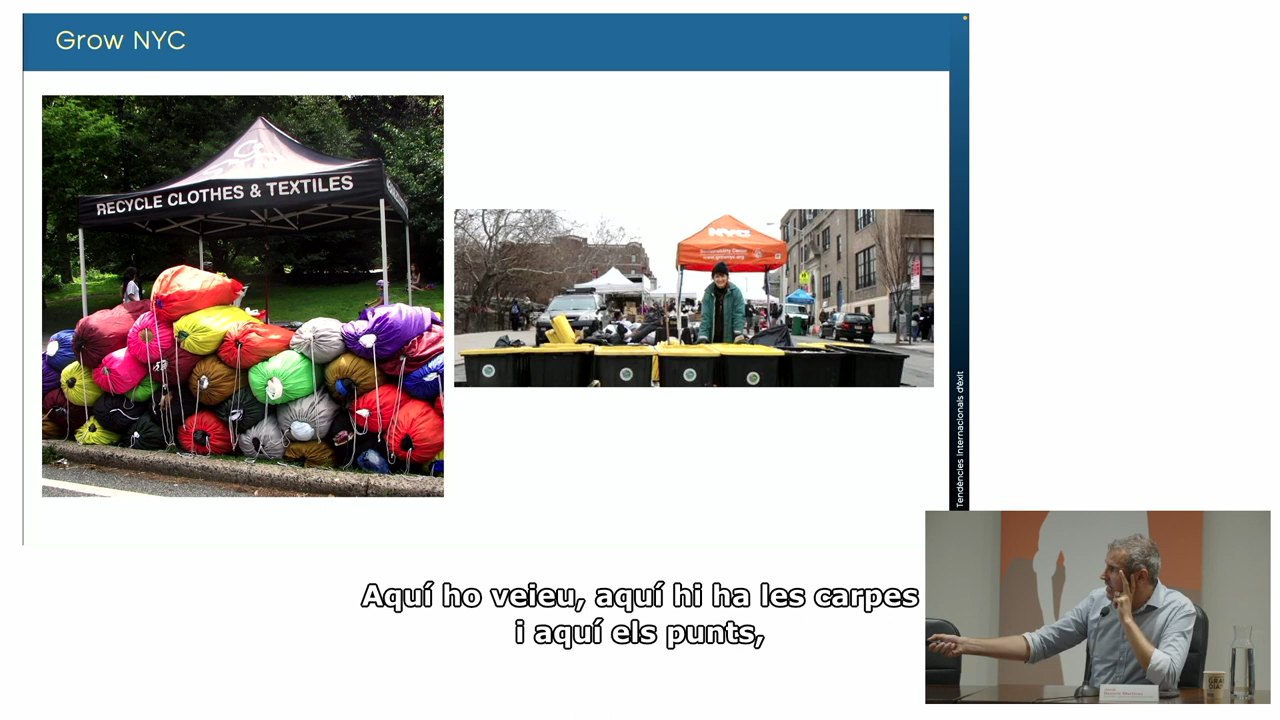 Grow NYC
RECYCLE CLOTHES & TEXTILES
NYC
Tendències Internacionals d'èxit
Aquí ho veieu, aquí hi ha les carpes
i aquí els punts,